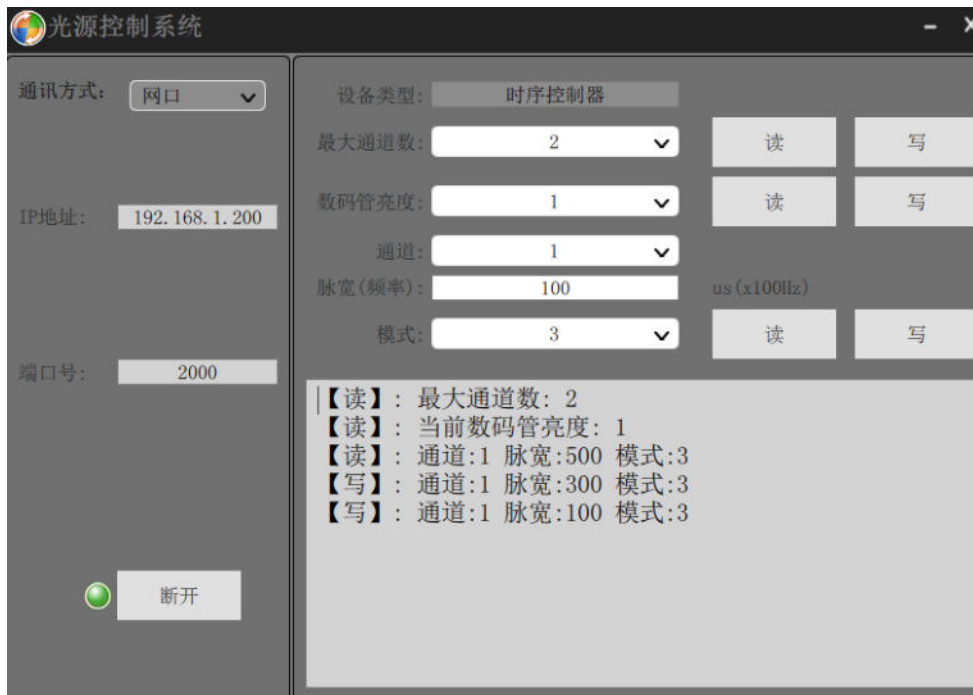 光源控制系统
通讯方式: 网口
IP地址: 192.168.1.200
端口号: 2000
断开
设备类型: 时序控制器
最大通道数: 2 读 写
数码管亮度: 1 读 写
通道: 1
脉宽(频率): 100 us(x100Hz)
模式: 3 读 写
【读】: 最大通道数: 2
【读】: 当前数码管亮度: 1
【读】: 通道:1 脉宽:500 模式:3
【写】: 通道:1 脉宽:300 模式:3
【写】: 通道:1 脉宽:100 模式:3